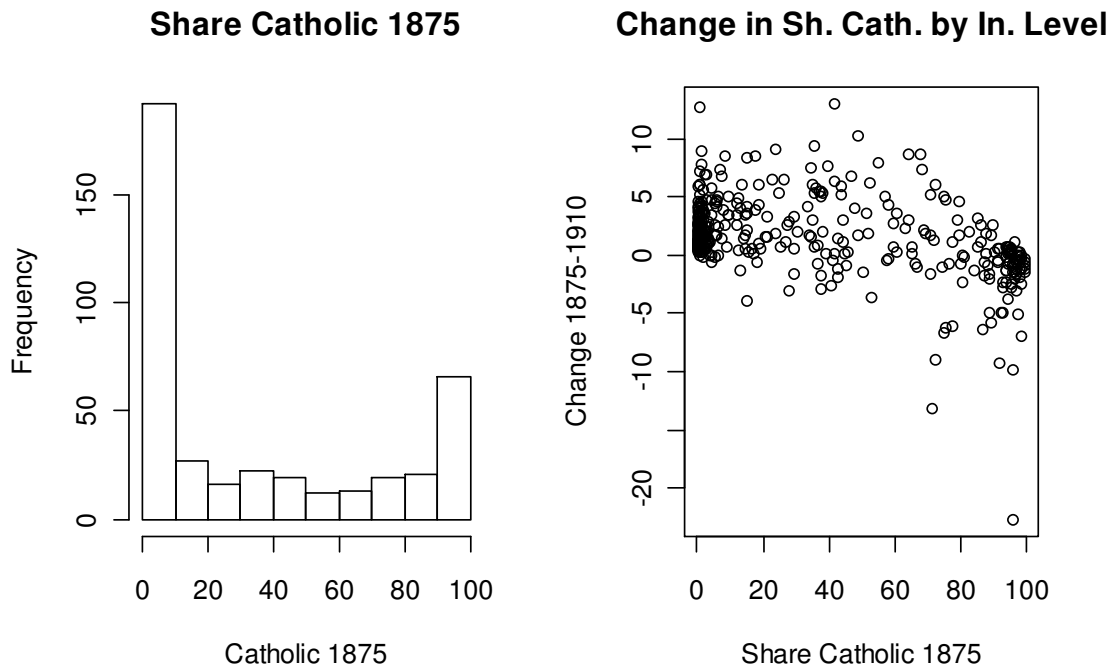 Share Catholic 1875
Frequency
150
100
50
0
0 20 40 60 80 100
Catholic 1875
Change in Sh. Cath. by In. Level
Change 1875-1910
10
5
0
-5
-10
-20
0 20 40 60 80 100
Share Catholic 1875